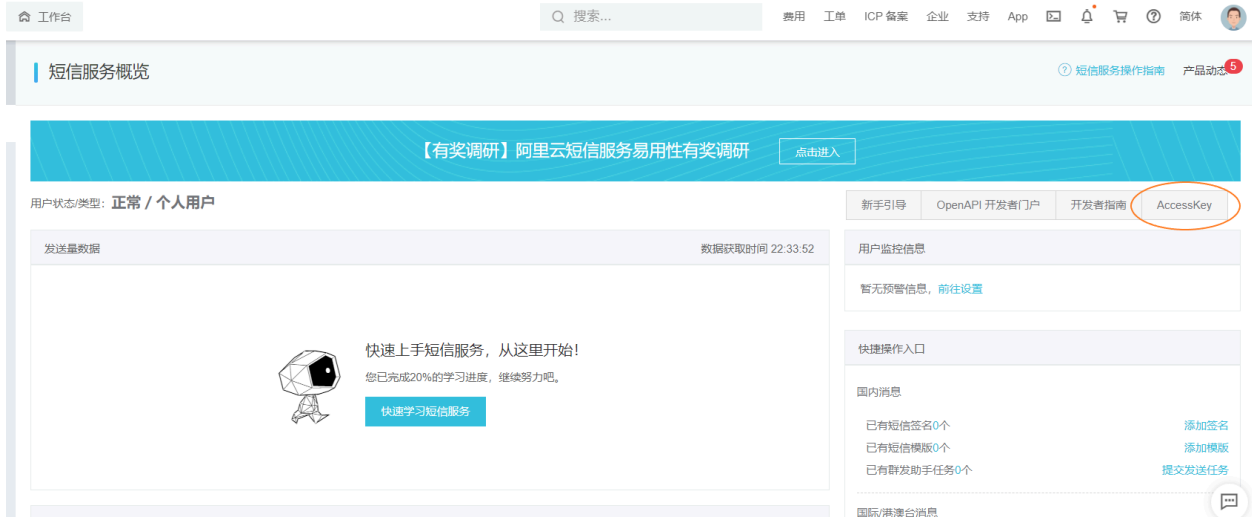 工作台 搜索... 费用 工单 ICP 备案 企业 支持 App 简体
短信服务概览 短信服务操作指南 产品动态 5
【有奖调研】阿里云短信服务易用性有奖调研 点击进入
用户状态/类型: 正常 / 个人用户 新手引导 OpenAPI 开发者门户 开发者指南 AccessKey
发送量数据 数据获取时间 22:33:52
用户监控信息
暂无预警信息，前往设置
快速上手短信服务，从这里开始!
您已完成20%的学习进度，继续努力吧。
快速学习短信服务
快捷操作入口
国内消息
已有短信签名0个 添加签名
已有短信模版0个 添加模版
已有群发助手任务0个 提交发送任务
国际/港澳台消息